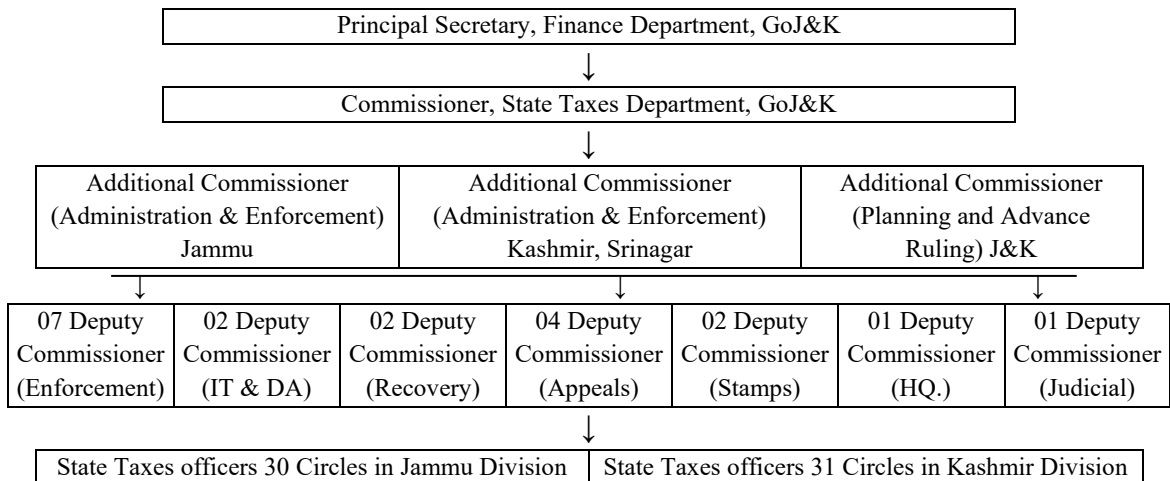 Principal Secretary, Finance Department, GoJ&K
Commissioner, State Taxes Department, GoJ&K
Additional Commissioner
(Administration & Enforcement)
Jammu
Additional Commissioner
(Administration & Enforcement)
Kashmir, Srinagar
Additional Commissioner
(Planning and Advance
Ruling) J&K
07 Deputy
Commissioner
(Enforcement)
02 Deputy
Commissioner
(IT & DA)
02 Deputy
Commissioner
(Recovery)
04 Deputy
Commissioner
(Appeals)
02 Deputy
Commissioner
(Stamps)
01 Deputy
Commissioner
(HQ.)
01 Deputy
Commissioner
(Judicial)
State Taxes officers 30 Circles in Jammu Division
State Taxes officers 31 Circles in Kashmir Division